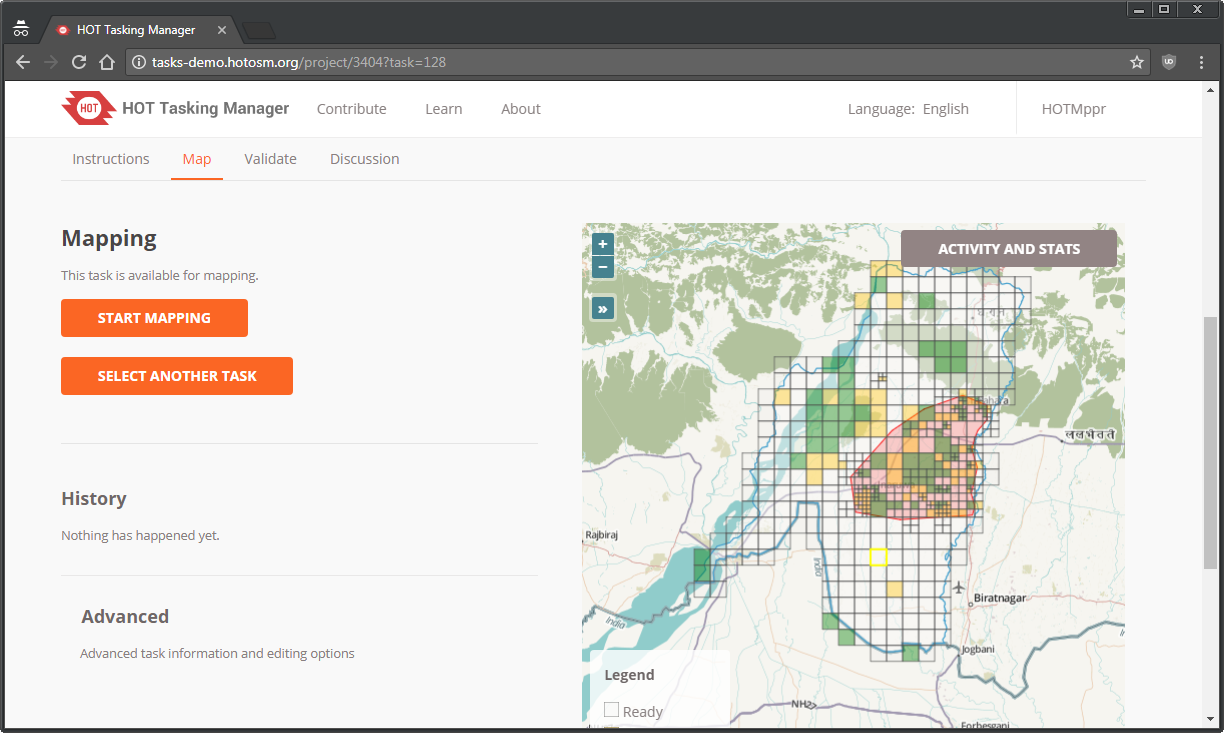 HOT Tasking Manager
tasks-demo.hotosm.org/project/3404?task=128
HOT
HOT Tasking Manager Contribute Learn About Language: English HOTMppr
Instructions Map Validate Discussion
Mapping
This task is available for mapping.
START MAPPING
SELECT ANOTHER TASK
History
Nothing has happened yet.
Advanced
Advanced task information and editing options
+
−
»
ACTIVITY AND STATS
Rajbiraj
India
India
Biratnagar
Jogbani
NH2
Forbesganj
Legend
Ready